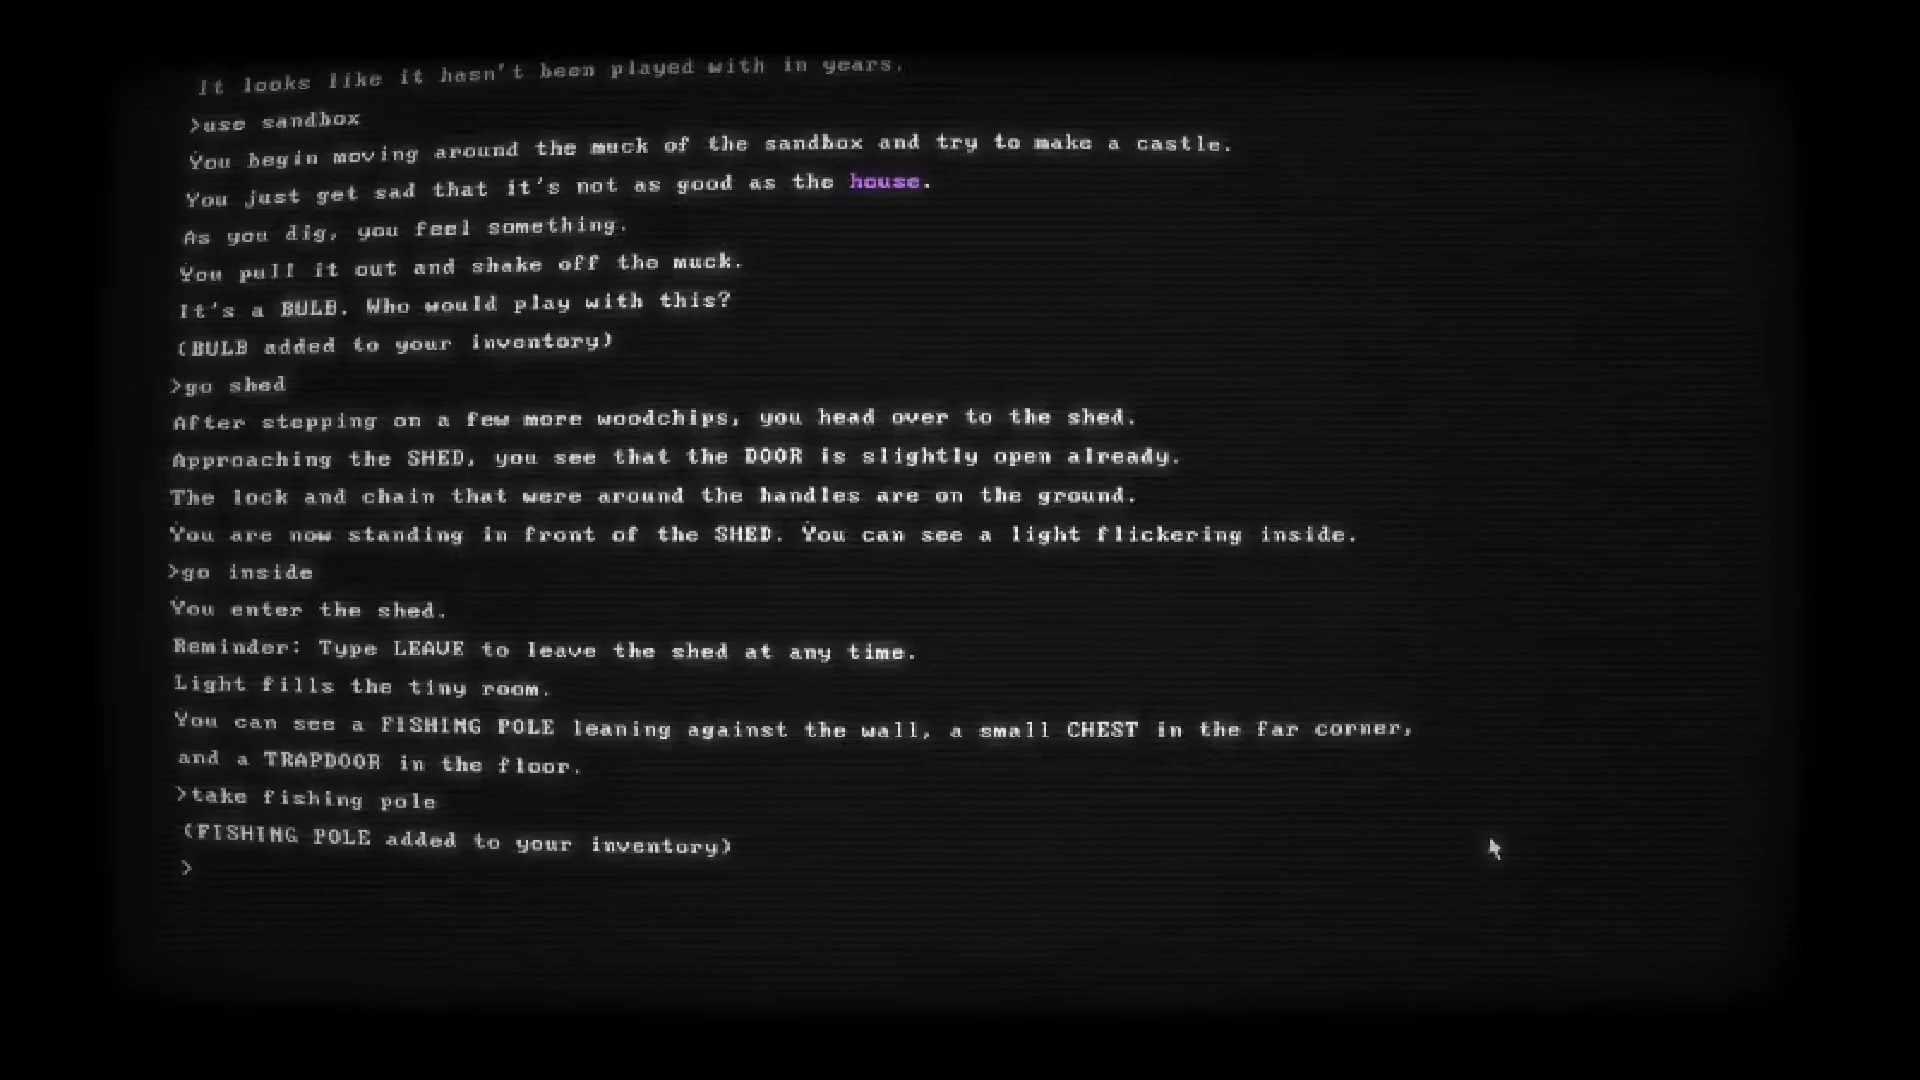 It looks like it hasn't been played with in years.
>use sandbox
You begin moving around the muck of the sandbox and try to make a castle.
You just get sad that it's not as good as the house.
As you dig, you feel something.
You pull it out and shake off the muck.
It's a BULB. Who would play with this?
(BULB added to your inventory)
>go shed
After stepping on a few more woodchips, you head over to the shed.
Approaching the SHED, you see that the DOOR is slightly open already.
The lock and chain that were around the handles are on the ground.
You are now standing in front of the SHED. You can see a light flickering inside.
>go inside
You enter the shed.
Reminder: Type LEAVE to leave the shed at any time.
Light fills the tiny room.
You can see a FISHING POLE leaning against the wall, a small CHEST in the far corner,
and a TRAPDOOR in the floor.
>take fishing pole
(FISHING POLE added to your inventory)
>